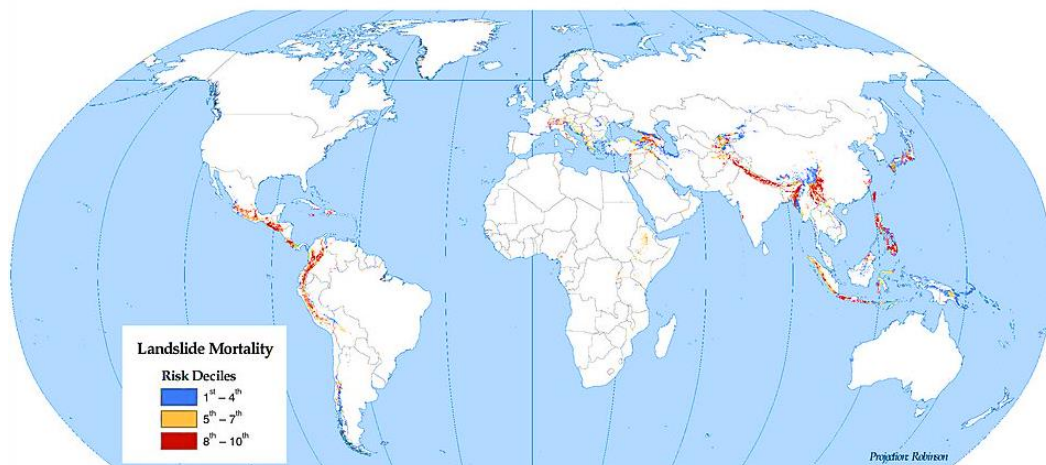 Landslide Mortality
Risk Deciles
1st – 4th
5th – 7th
8th – 10th
Projection: Robinson